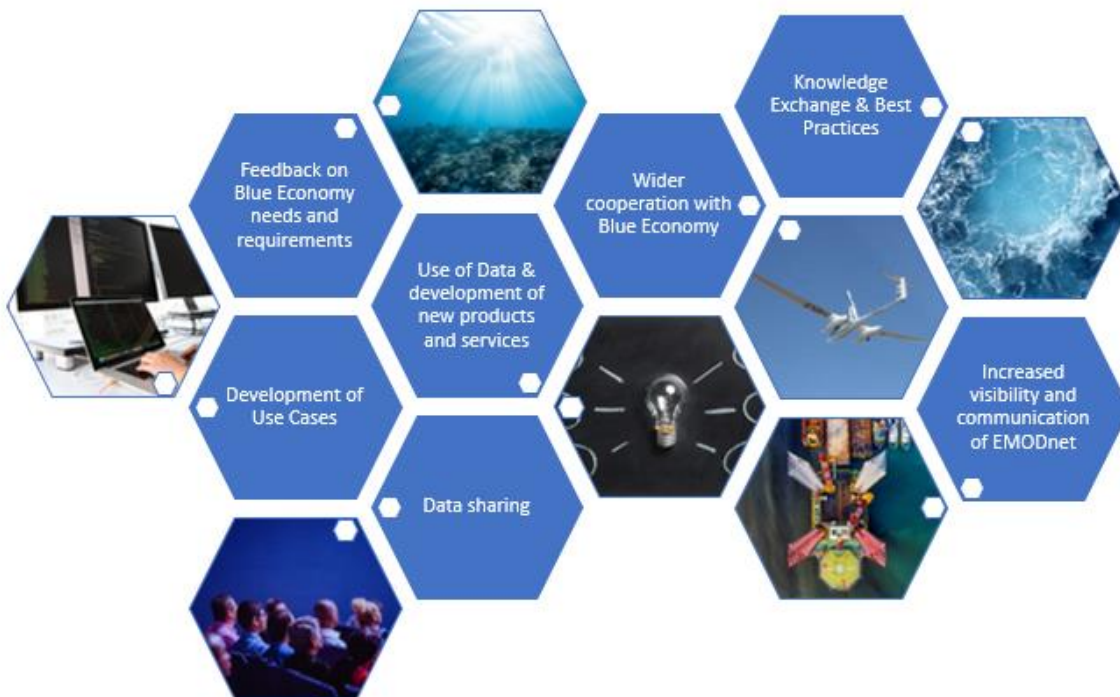 Knowledge
Exchange & Best
Practices
Feedback on
Blue Economy
needs and
requirements
Wider
cooperation with
Blue Economy
Use of Data &
development of
new products
and services
Development of
Use Cases
Increased
visibility and
communication
of EMODnet
Data sharing